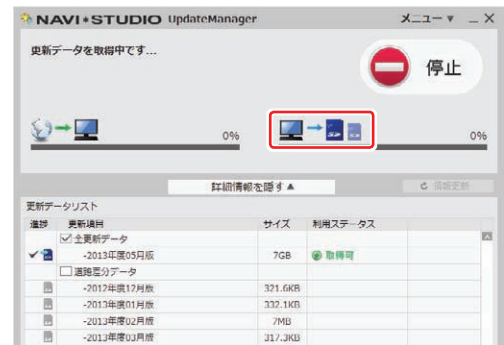 NAVI*STUDIO UpdateManager メニュー ▼ _ ×
更新データを取得中です...
停止
0% 0%
詳細情報を隠す▲ 情報更新
更新データリスト
進捗 更新項目 サイズ 利用ステータス
全更新データ
-2013年度05月版 7GB 取得可
道路差分データ
-2012年度12月版 321.6KB
-2013年度01月版 332.1KB
-2013年度02月版 7MB
-2013年度03月版 317.3KB